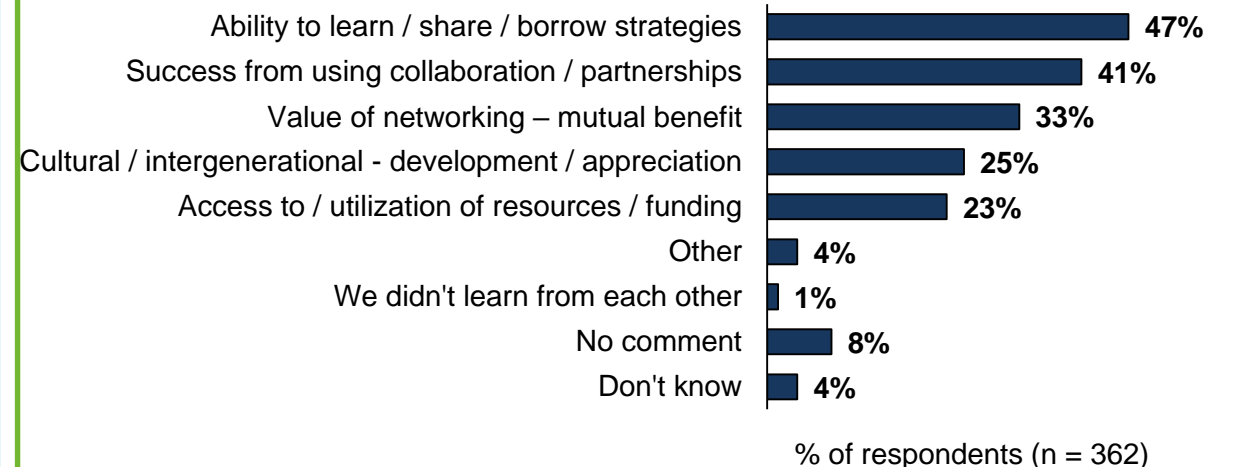 Ability to learn / share / borrow strategies 47%
Success from using collaboration / partnerships 41%
Value of networking – mutual benefit 33%
Cultural / intergenerational - development / appreciation 25%
Access to / utilization of resources / funding 23%
Other 4%
We didn't learn from each other 1%
No comment 8%
Don't know 4%
% of respondents (n = 362)